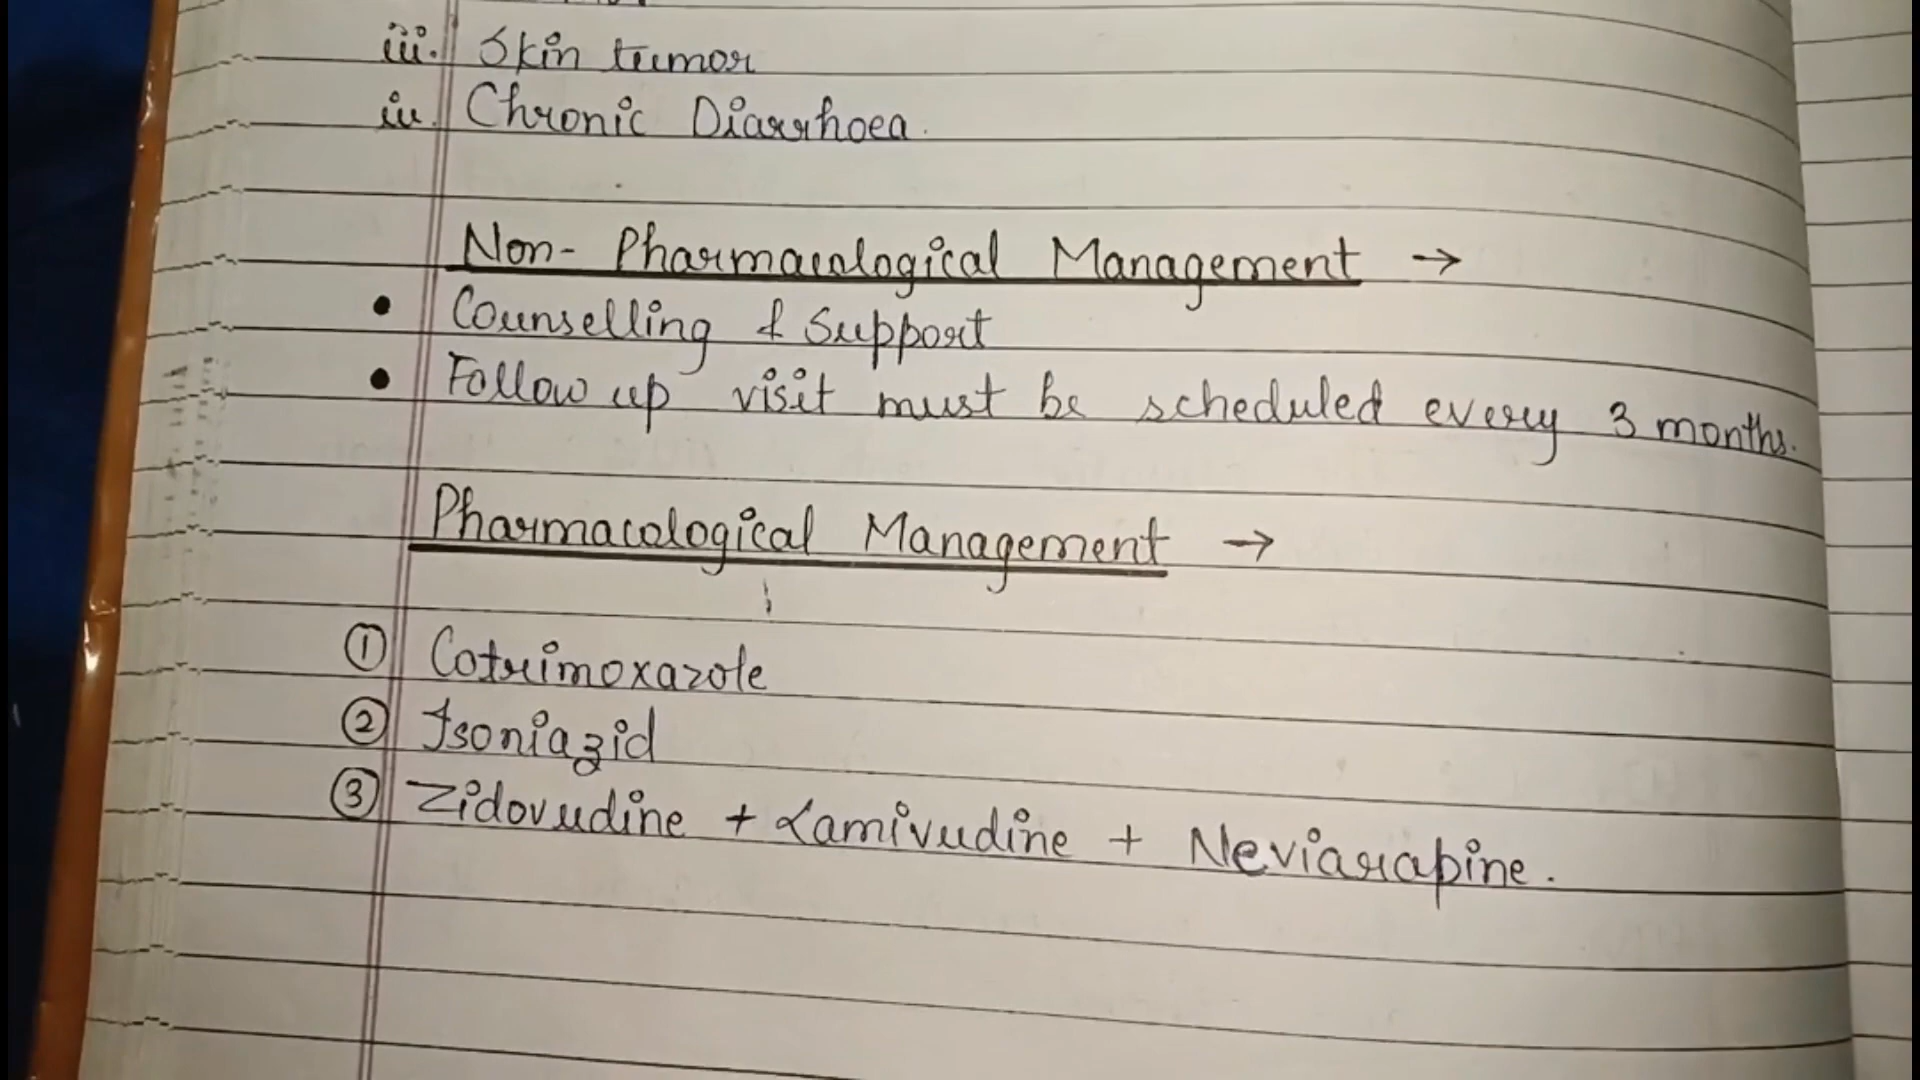 iii. Skin tumor
iv. Chronic Diarrhoea.
Non- Pharmacological Management →
• Counselling & Support
• Follow up visit must be scheduled every 3 months.
Pharmacological Management →
① Cotrimoxazole
② Isoniazid
③ Zidovudine + Lamivudine + Neviarapine.